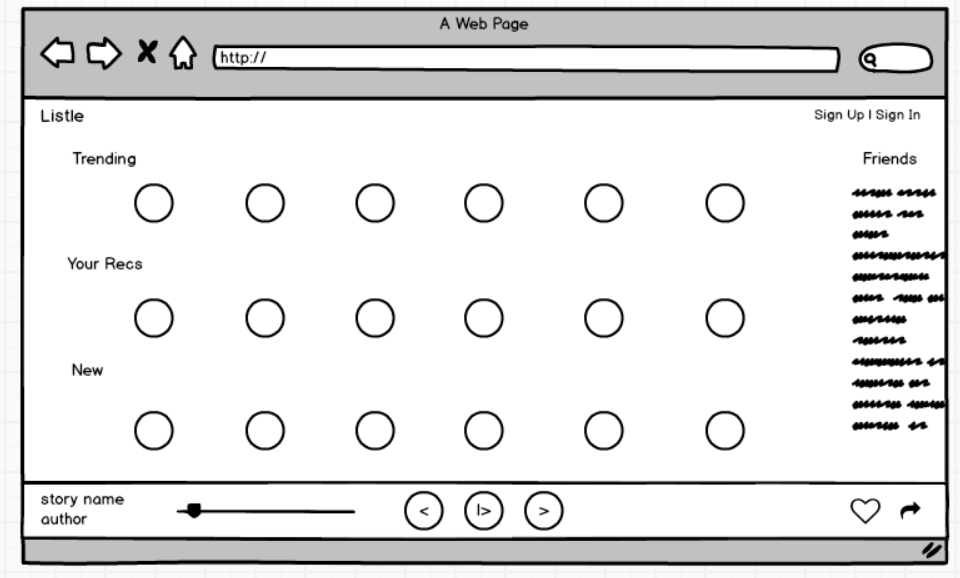 A Web Page
http://
Listle
Sign Up | Sign In
Trending
Friends
Your Recs
New
story name
author
< |> >